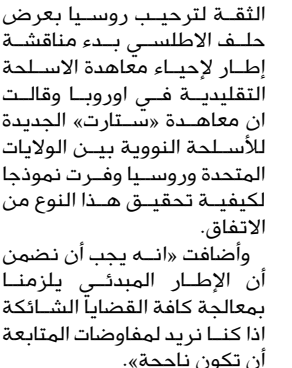 الثقة لترحيب روسيا بعرض
حلف الاطلسي بدء مناقشة
إطار لإحياء معاهدة الاسلحة
التقليدية في اوروبا وقالت
ان معاهدة «ستارت» الجديدة
للأسلحة النووية بين الولايات
المتحدة وروسيا وفرت نموذجا
لكيفية تحقيق هذا النوع من
الاتفاق.
وأضافت «انه يجب أن نضمن
أن الإطار المبدئي يلزمنا
بمعالجة كافة القضايا الشائكة
اذا كنا نريد لمفاوضات المتابعة
أن تكون ناجحة».